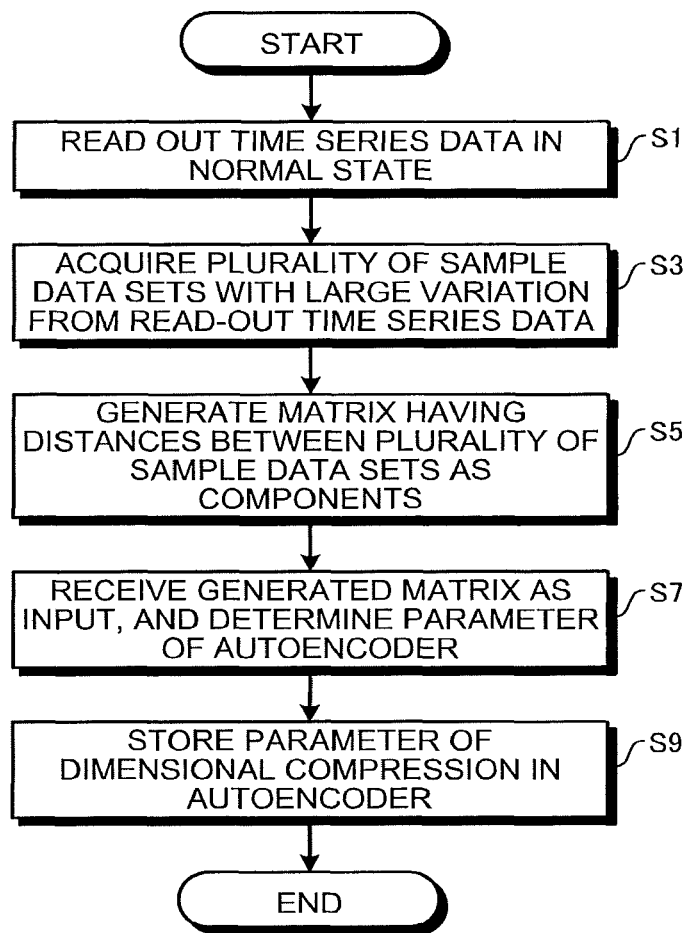 START
READ OUT TIME SERIES DATA IN
NORMAL STATE
S1
ACQUIRE PLURALITY OF SAMPLE
DATA SETS WITH LARGE VARIATION
FROM READ-OUT TIME SERIES DATA
S3
GENERATE MATRIX HAVING
DISTANCES BETWEEN PLURALITY OF
SAMPLE DATA SETS AS
COMPONENTS
S5
RECEIVE GENERATED MATRIX AS
INPUT, AND DETERMINE PARAMETER
OF AUTOENCODER
S7
STORE PARAMETER OF
DIMENSIONAL COMPRESSION IN
AUTOENCODER
S9
END